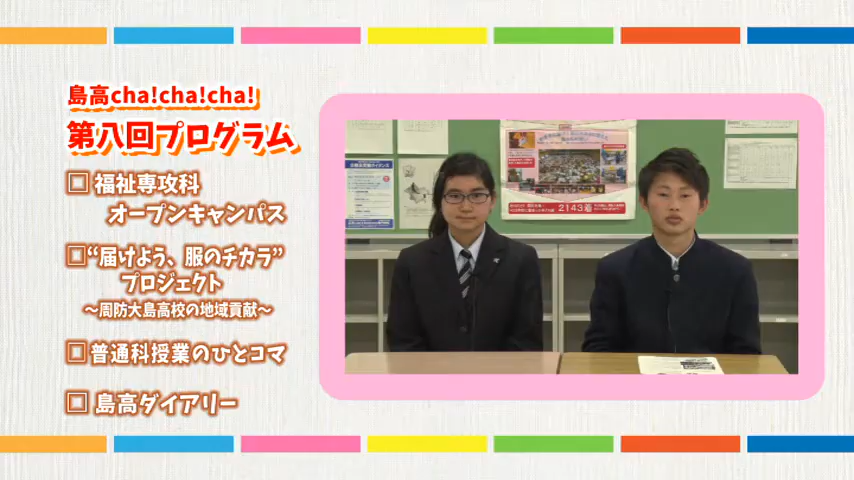 島高cha!cha!cha!
第八回プログラム
福祉専攻科
オープンキャンパス
“届けよう、服のチカラ”
プロジェクト
～周防大島高校の地域貢献～
普通科授業のひとコマ
島高ダイアリー
2143着